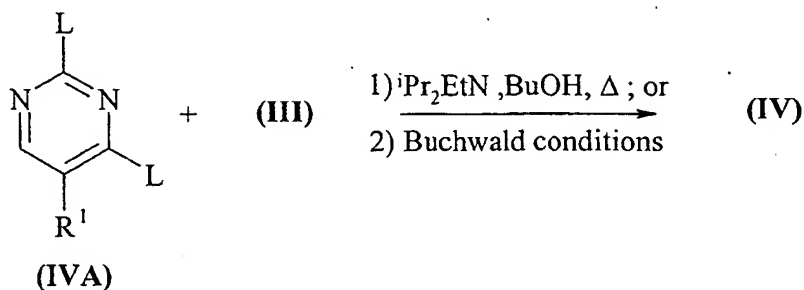 L
N
N
+ (III)
1) ⁱPr₂EtN ,BuOH, Δ ; or
2) Buchwald conditions
(IV)
L
R¹
(IVA)